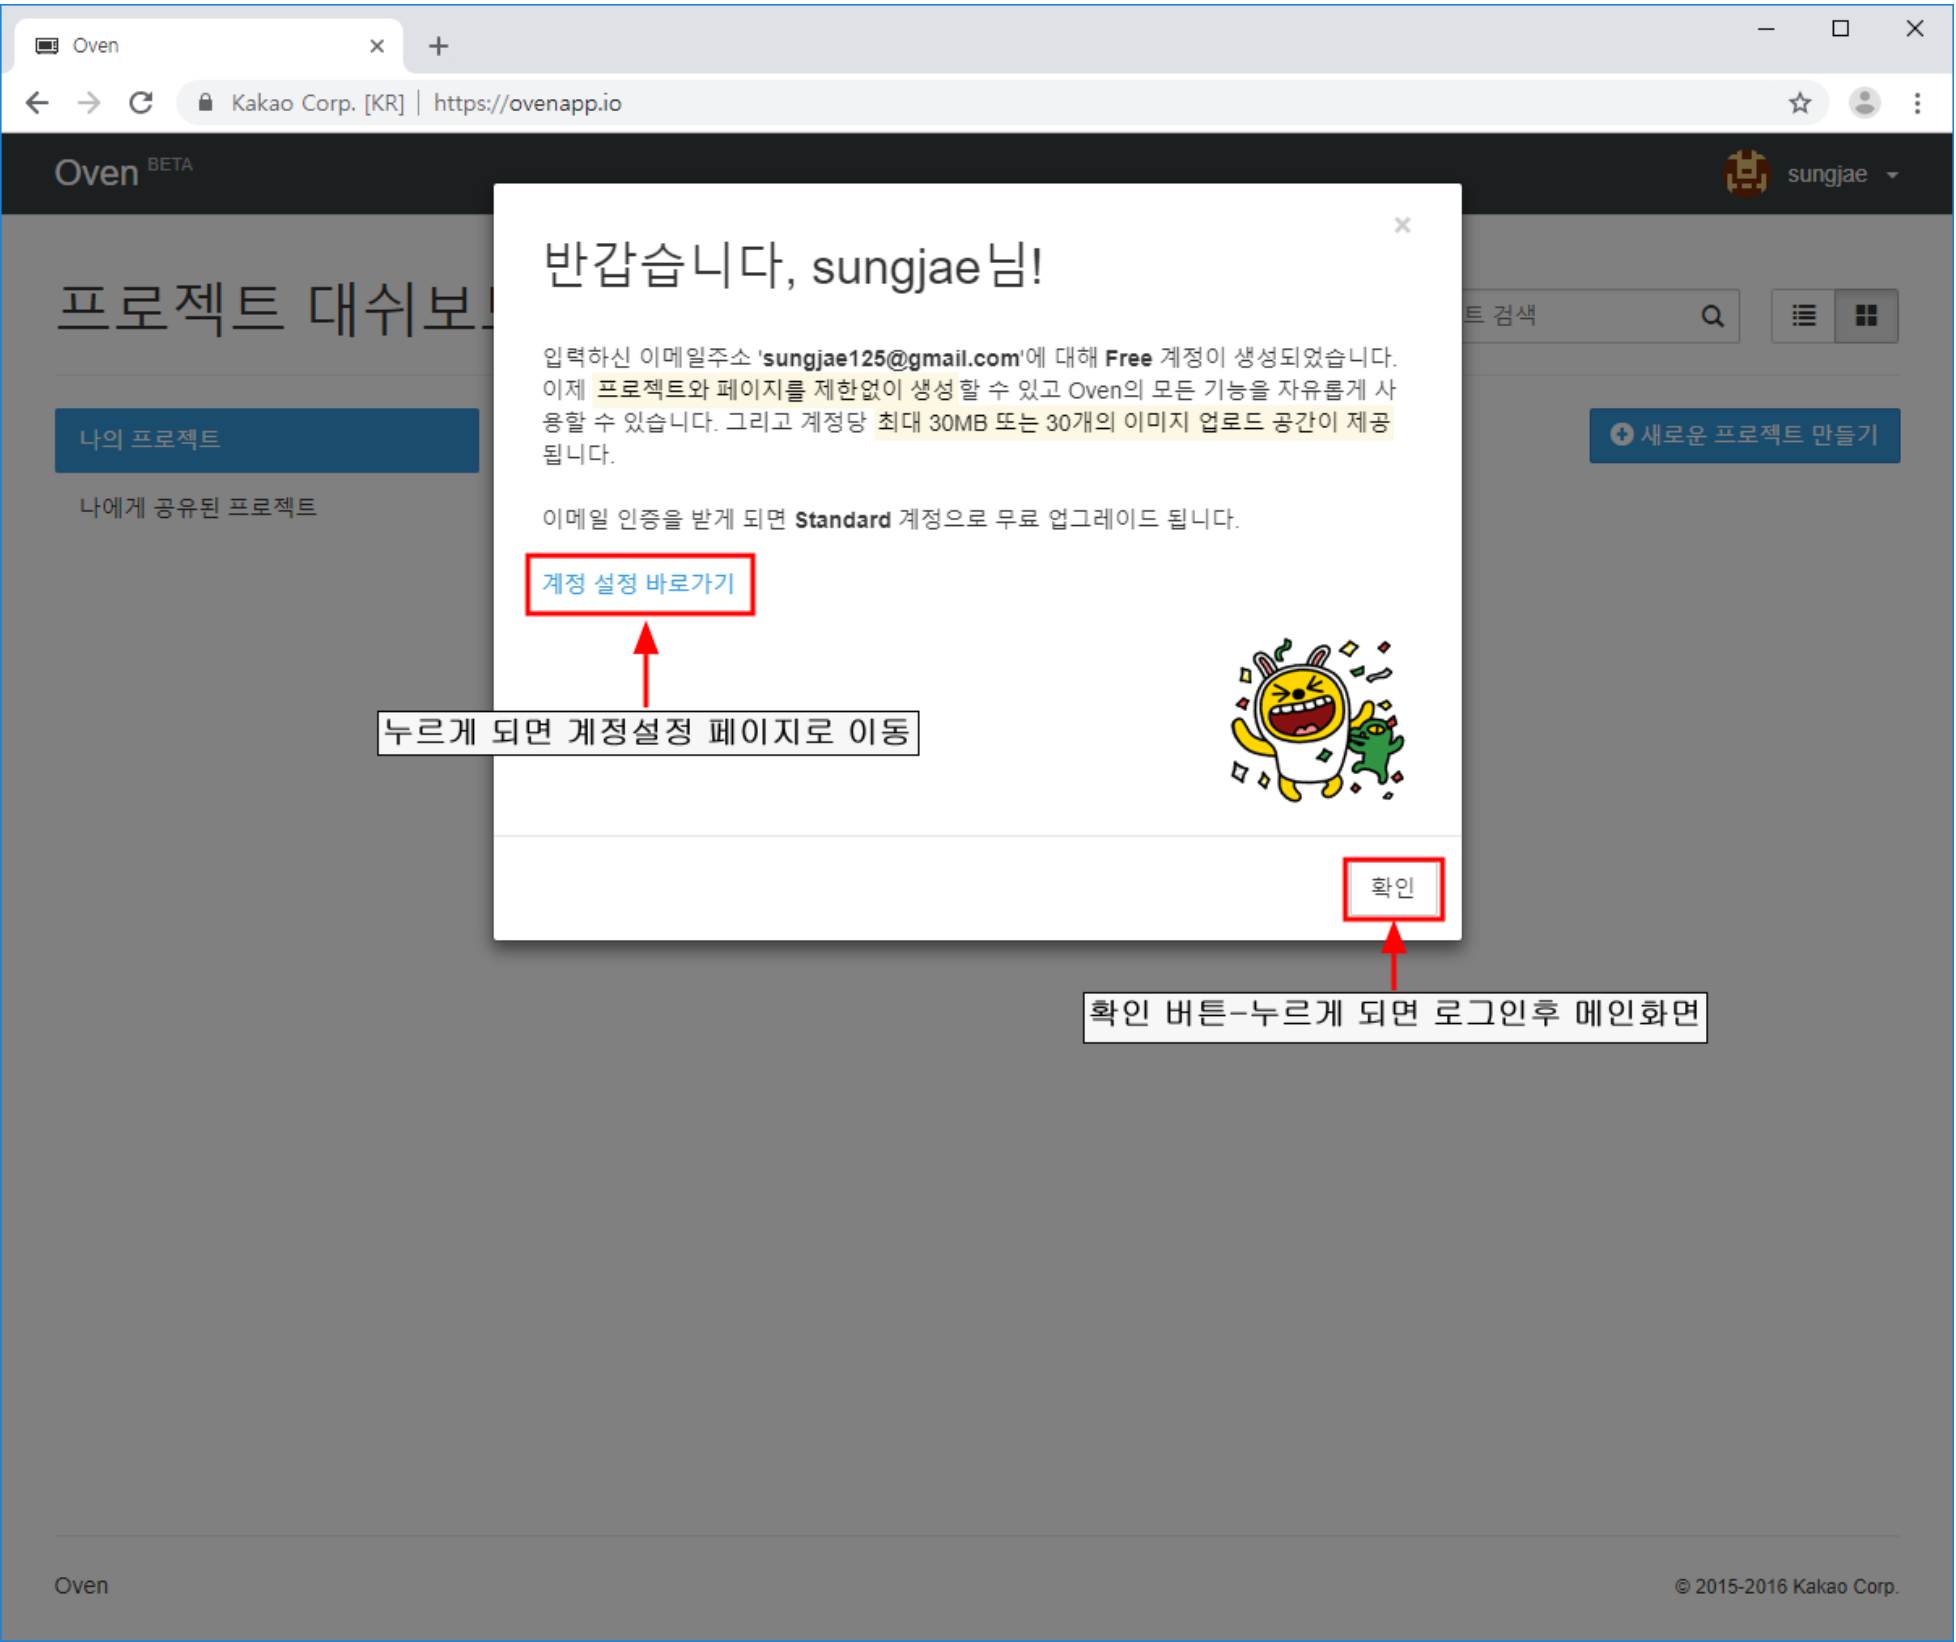 Oven
Kakao Corp. [KR] | https://ovenapp.io
Oven BETA
sungjae
반갑습니다, sungjae님!
프로젝트 대쉬보
트 검색
입력하신 이메일주소 'sungjae125@gmail.com'에 대해 Free 계정이 생성되었습니다.
이제 프로젝트와 페이지를 제한없이 생성할 수 있고 Oven의 모든 기능을 자유롭게 사
용할 수 있습니다. 그리고 계정당 최대 30MB 또는 30개의 이미지 업로드 공간이 제공
됩니다.
나의 프로젝트
새로운 프로젝트 만들기
나에게 공유된 프로젝트
이메일 인증을 받게 되면 Standard 계정으로 무료 업그레이드 됩니다.
계정 설정 바로가기
누르게 되면 계정설정 페이지로 이동
확인
확인 버튼-누르게 되면 로그인후 메인화면
Oven
© 2015-2016 Kakao Corp.